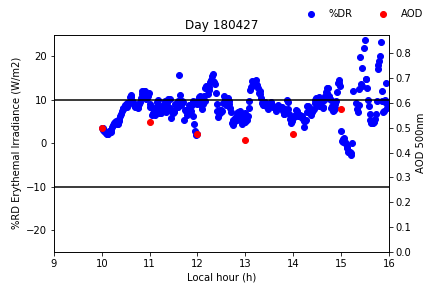 %DR AOD
Day 180427
%RD Erythermal Irradiance (W/m2)
20
10
0
−10
−20
0.8
0.7
0.6
0.5
0.4
0.3
0.2
0.1
0.0
AOD 500nm
9 10 11 12 13 14 15 16
Local hour (h)